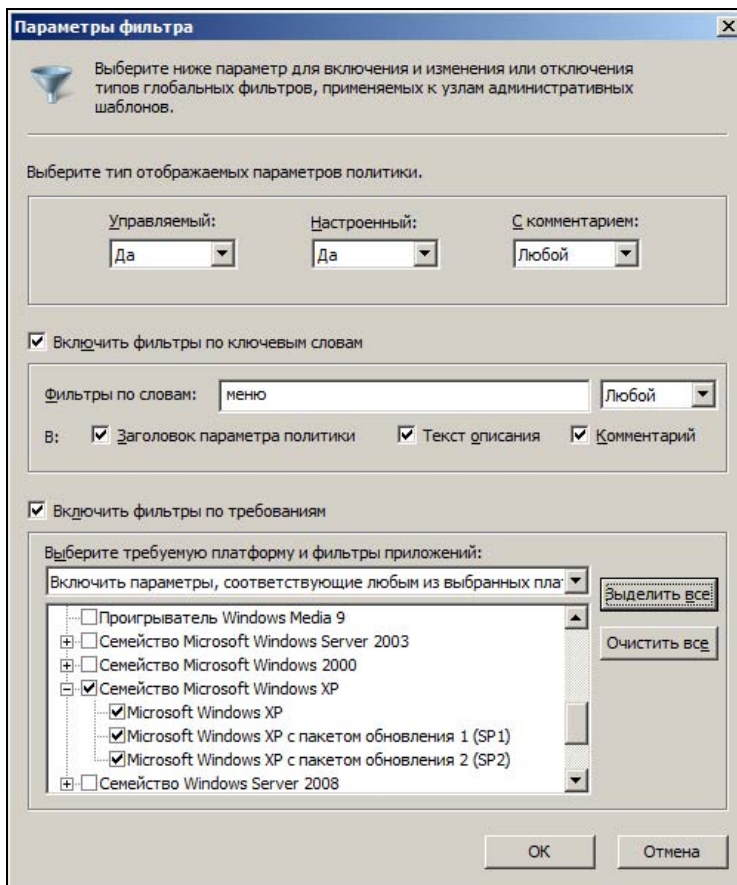 Параметры фильтра
Выберите ниже параметр для включения и изменения или отключения
типов глобальных фильтров, применяемых к узлам административных
шаблонов.
Выберите тип отображаемых параметров политики.
Управляемый: Настроенный: С комментарием:
Да Да Любой
Включить фильтры по ключевым словам
Фильтры по словам: меню Любой
В: Заголовок параметра политики Текст описания Комментарий
Включить фильтры по требованиям
Выберите требуемую платформу и фильтры приложений:
Включить параметры, соответствующие любым из выбранных пла
Выделить все
Проигрыватель Windows Media 9
Семейство Microsoft Windows Server 2003
Очистить все
Семейство Microsoft Windows 2000
Семейство Microsoft Windows XP
Microsoft Windows XP
Microsoft Windows XP с пакетом обновления 1 (SP1)
Microsoft Windows XP с пакетом обновления 2 (SP2)
Семейство Windows Server 2008
ОК Отмена